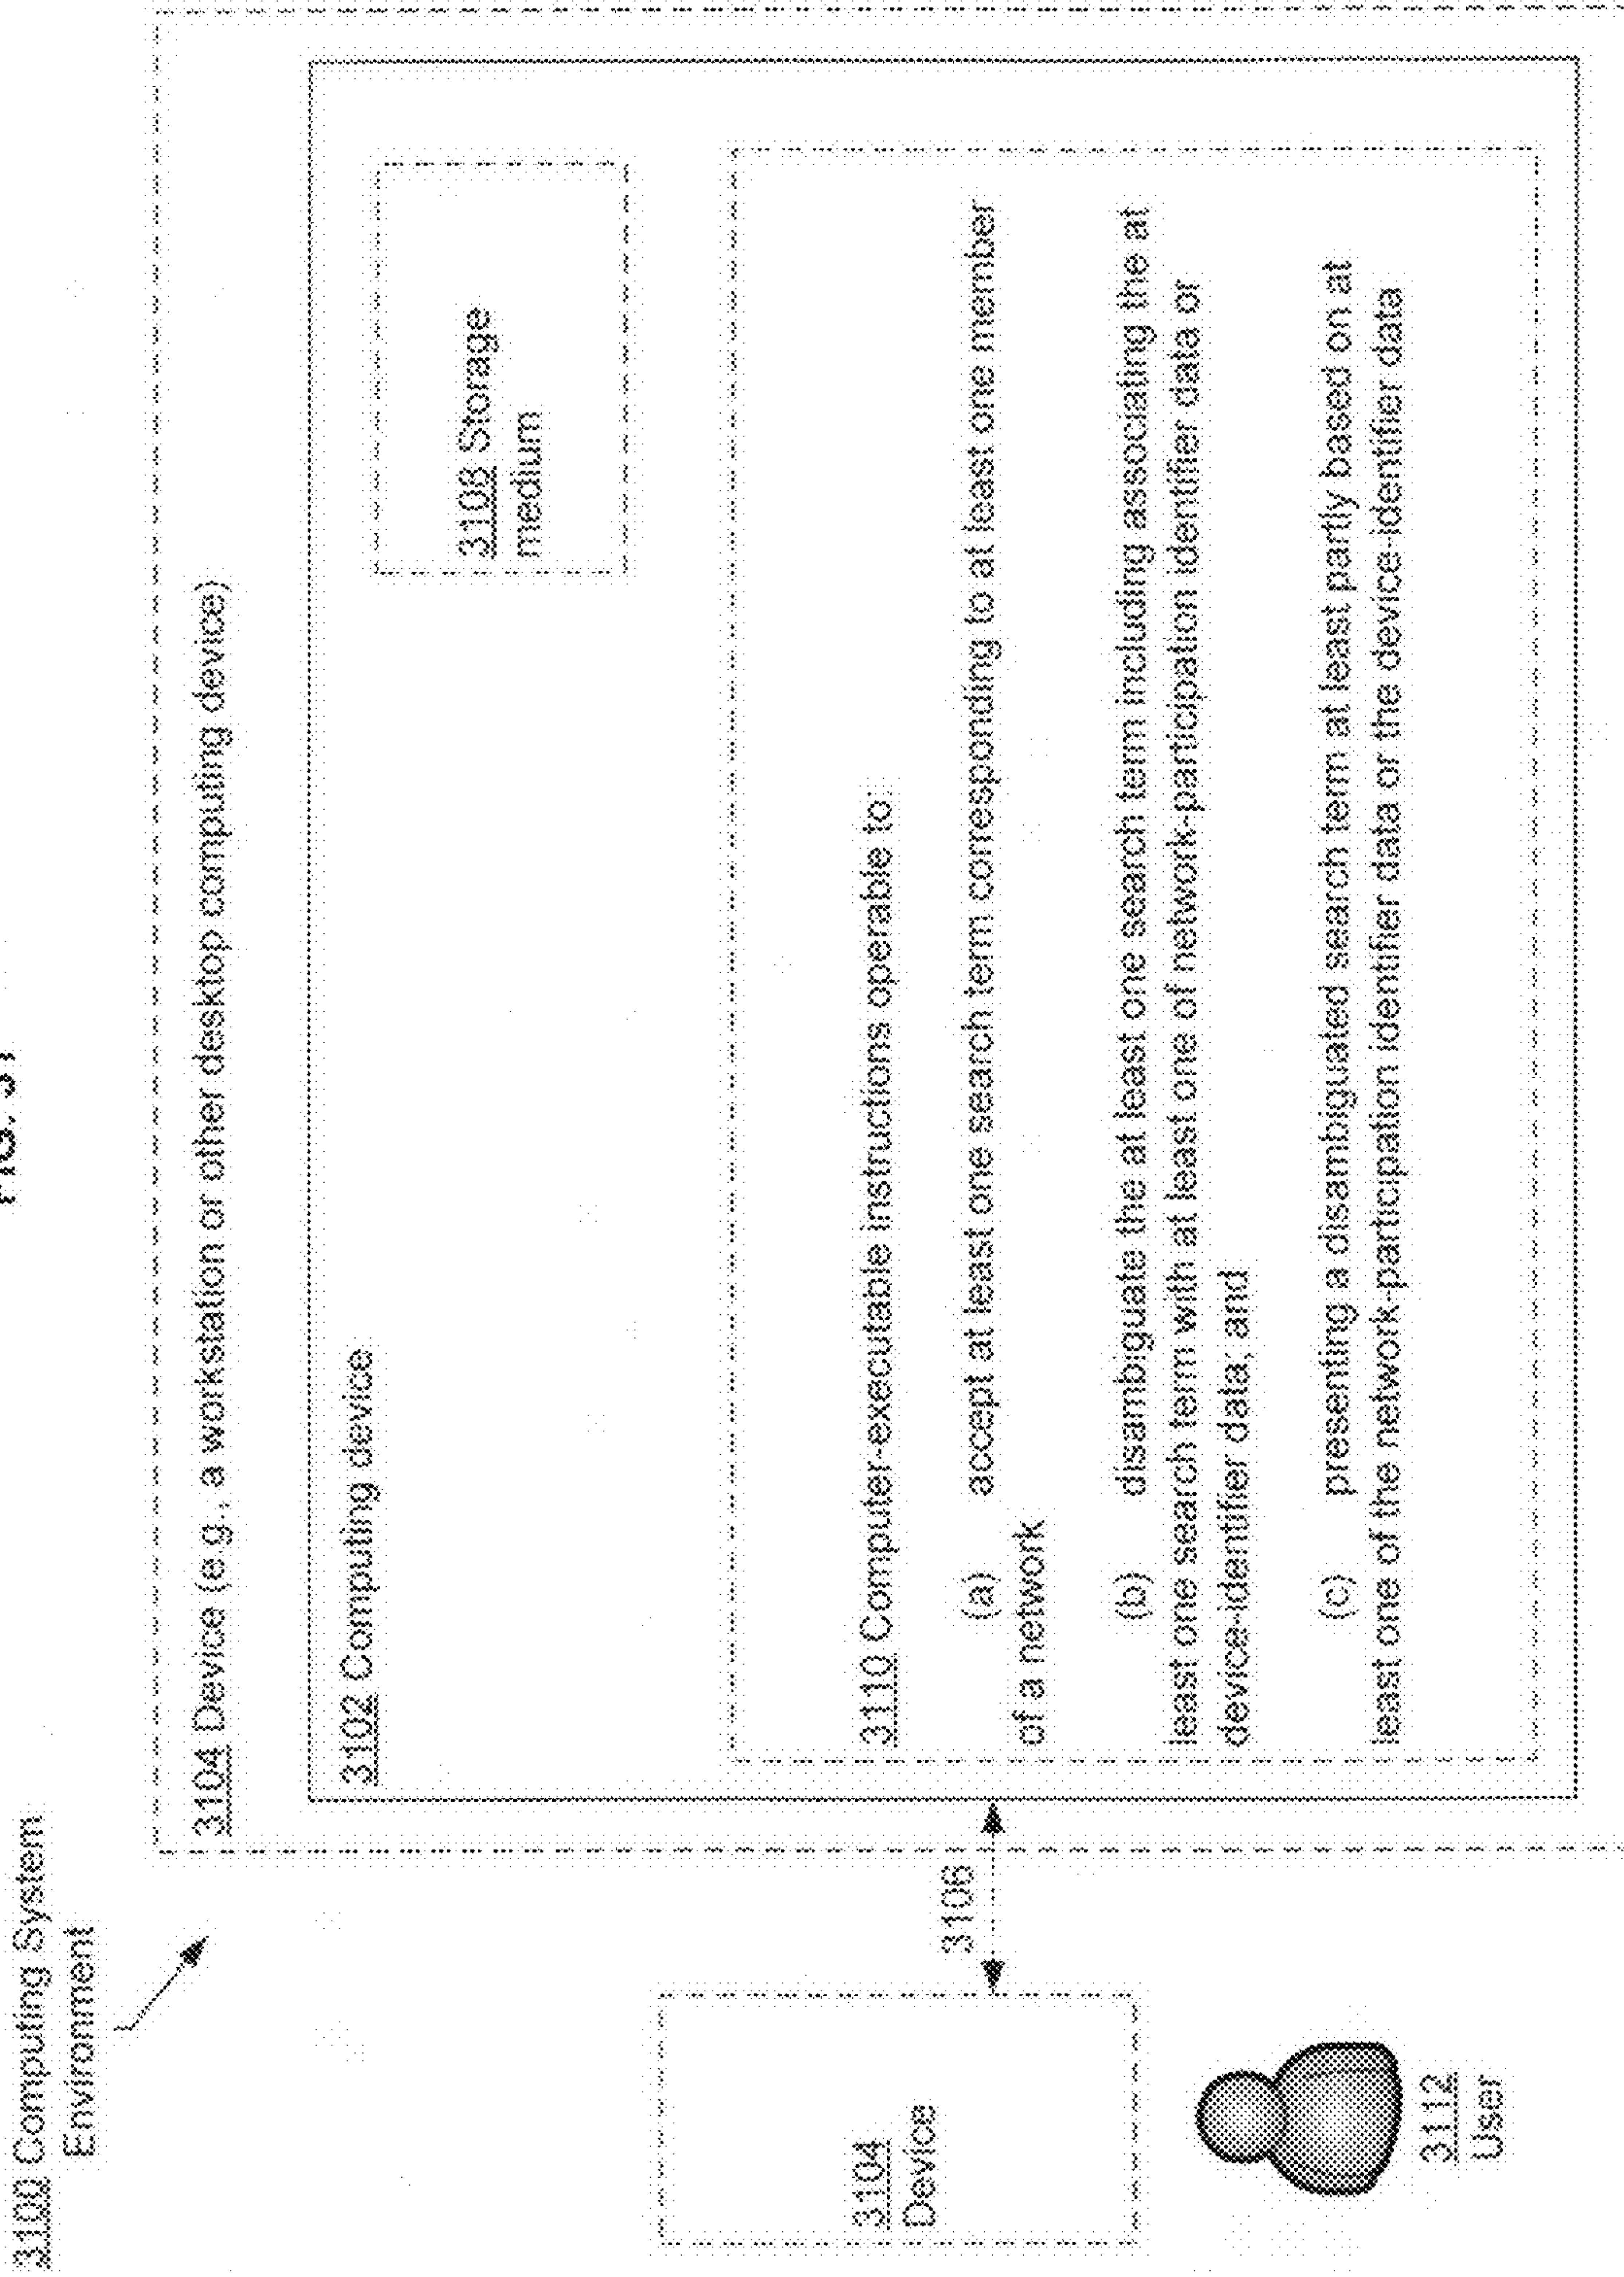 FIG. 31
3100 Computing System
Environment
3104 Device (e.g., a workstation or other desktop computing device)
3102 Computing device
3108 Storage
medium
3110 Computer-executable instructions operable to:
(a) accept at least one search term corresponding to at least one member
of a network
(b) disambiguate the at least one search term including associating the at
least one search term with at least one of network-participation identifier data or
device-identifier data; and
(c) presenting a disambiguated search term at least partly based on at
least one of the network-participation identifier data or the device-identifier data
3106
3104
Device
3112
User